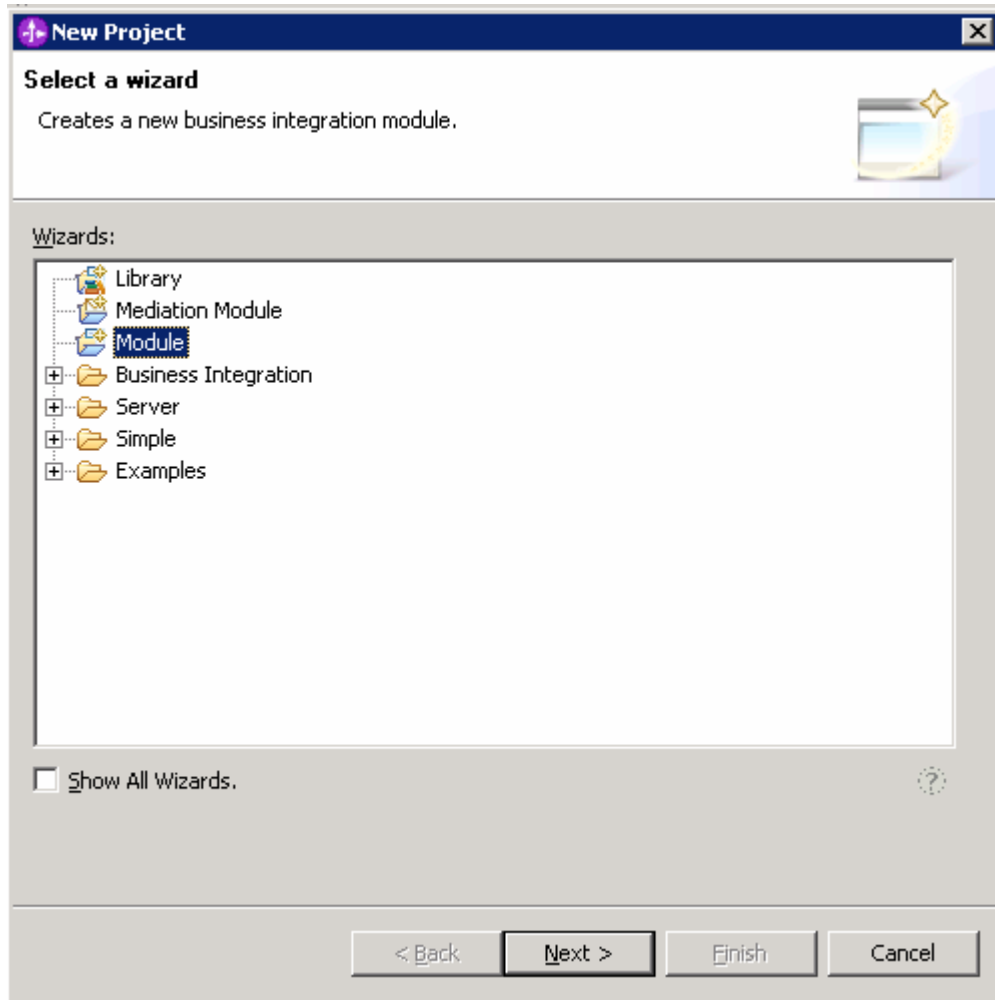 New Project
Select a wizard
Creates a new business integration module.
Wizards:
Library
Mediation Module
Module
Business Integration
Server
Simple
Examples
Show All Wizards.
< Back Next > Finish Cancel